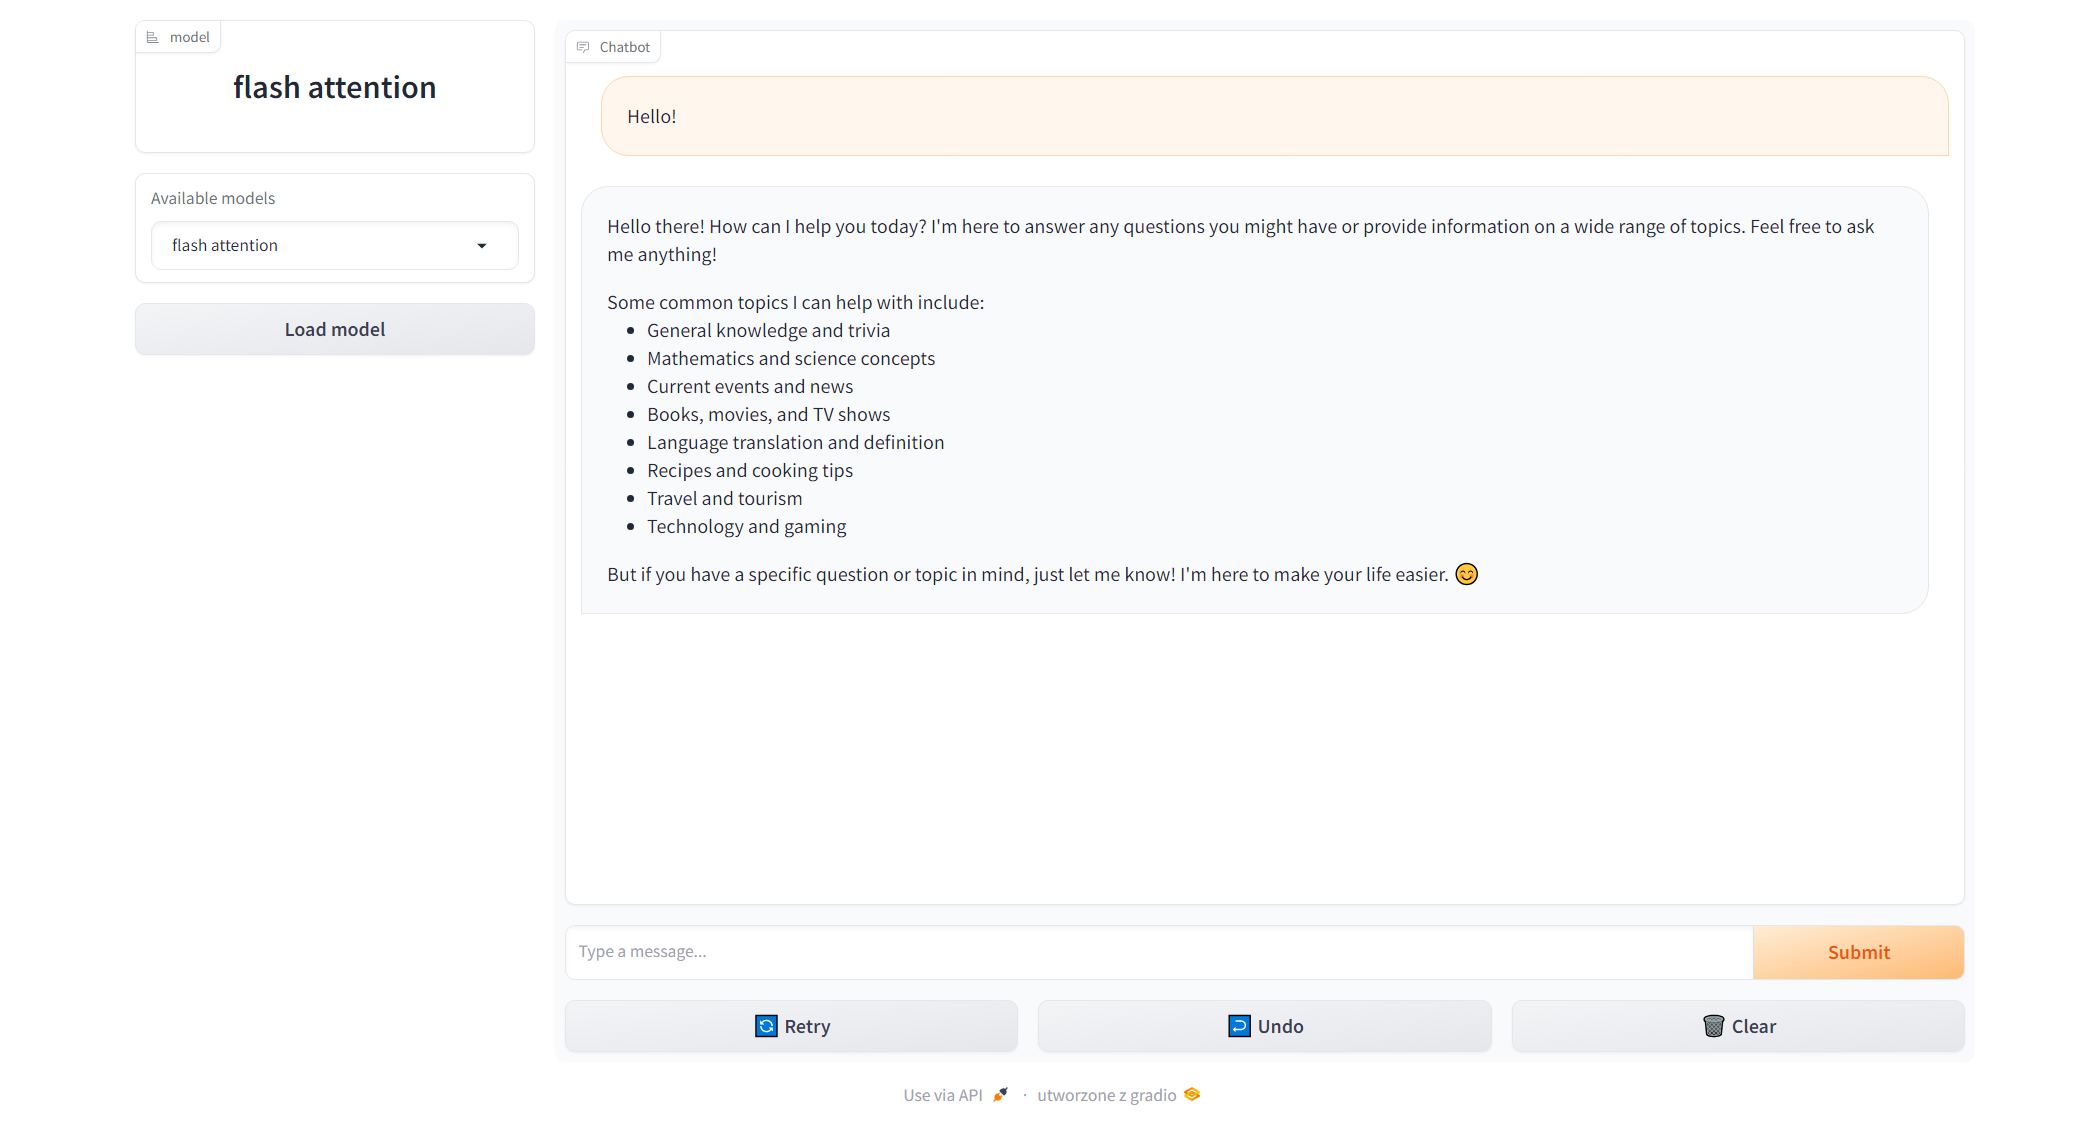 model
flash attention
Available models
flash attention
Load model
Chatbot
Hello!
Hello there! How can I help you today? I'm here to answer any questions you might have or provide information on a wide range of topics. Feel free to ask
me anything!
Some common topics I can help with include:
• General knowledge and trivia
• Mathematics and science concepts
• Current events and news
• Books, movies, and TV shows
• Language translation and definition
• Recipes and cooking tips
• Travel and tourism
• Technology and gaming
But if you have a specific question or topic in mind, just let me know! I'm here to make your life easier. 😊
Type a message...
Submit
Retry
Undo
Clear
Use via API · utworzone z gradio